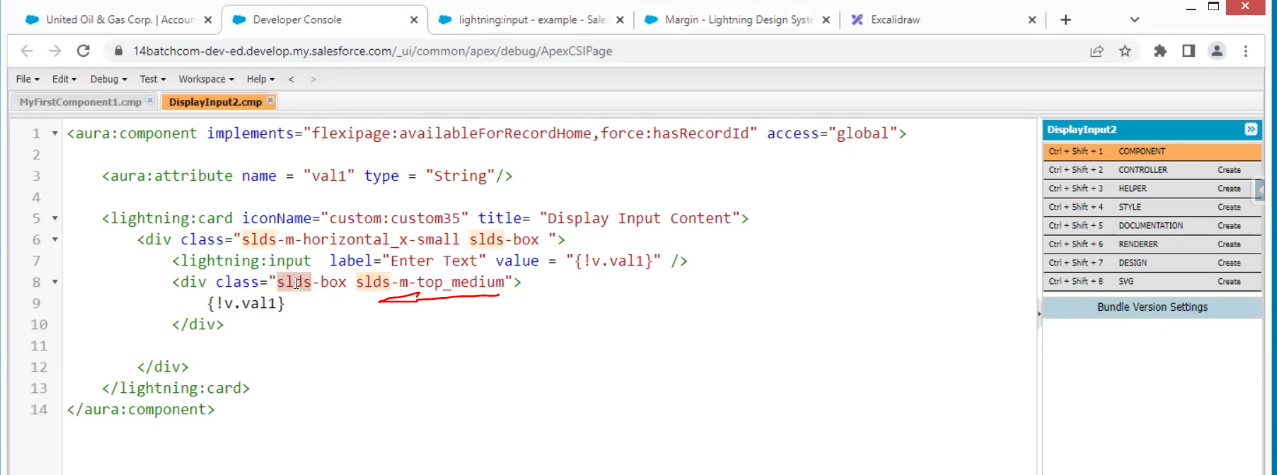 United Oil & Gas Corp. | Accoun
Developer Console
lightning:input - example - Sale
Margin - Lightning Design Syste
Excalidraw
14batchcom-dev-ed.develop.my.salesforce.com/_ui/common/apex/debug/ApexCSIPage
File Edit Debug Test Workspace Help < >
MyFirstComponent1.cmp DisplayInput2.cmp
1 <aura:component implements="flexipage:availableForRecordHome,force:hasRecordId" access="global">
2
3 <aura:attribute name = "val1" type = "String"/>
4
5 <lightning:card iconName="custom:custom35" title= "Display Input Content">
6 <div class="slds-m-horizontal_x-small slds-box ">
7 <lightning:input  label="Enter Text" value = "{!v.val1}" />
8 <div class="slds-box slds-m-top_medium">
9 {!v.val1}
10 </div>
11
12 </div>
13 </lightning:card>
14 </aura:component>
DisplayInput2
Ctrl + Shift + 1 COMPONENT
Ctrl + Shift + 2 CONTROLLER Create
Ctrl + Shift + 3 HELPER Create
Ctrl + Shift + 4 STYLE Create
Ctrl + Shift + 5 DOCUMENTATION Create
Ctrl + Shift + 6 RENDERER Create
Ctrl + Shift + 7 DESIGN Create
Ctrl + Shift + 8 SVG Create
Bundle Version Settings